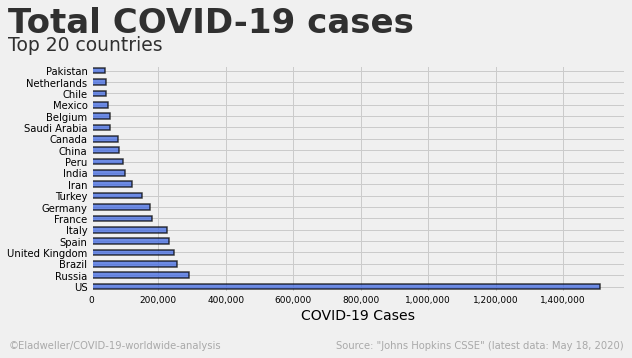 Total COVID-19 cases
Top 20 countries
Pakistan
Netherlands
Chile
Mexico
Belgium
Saudi Arabia
Canada
China
Peru
India
Iran
Turkey
Germany
France
Italy
Spain
United Kingdom
Brazil
Russia
US
0 200,000 400,000 600,000 800,000 1,000,000 1,200,000 1,400,000
COVID-19 Cases
©Eladweller/COVID-19-worldwide-analysis Source: "Johns Hopkins CSSE" (latest data: May 18, 2020)